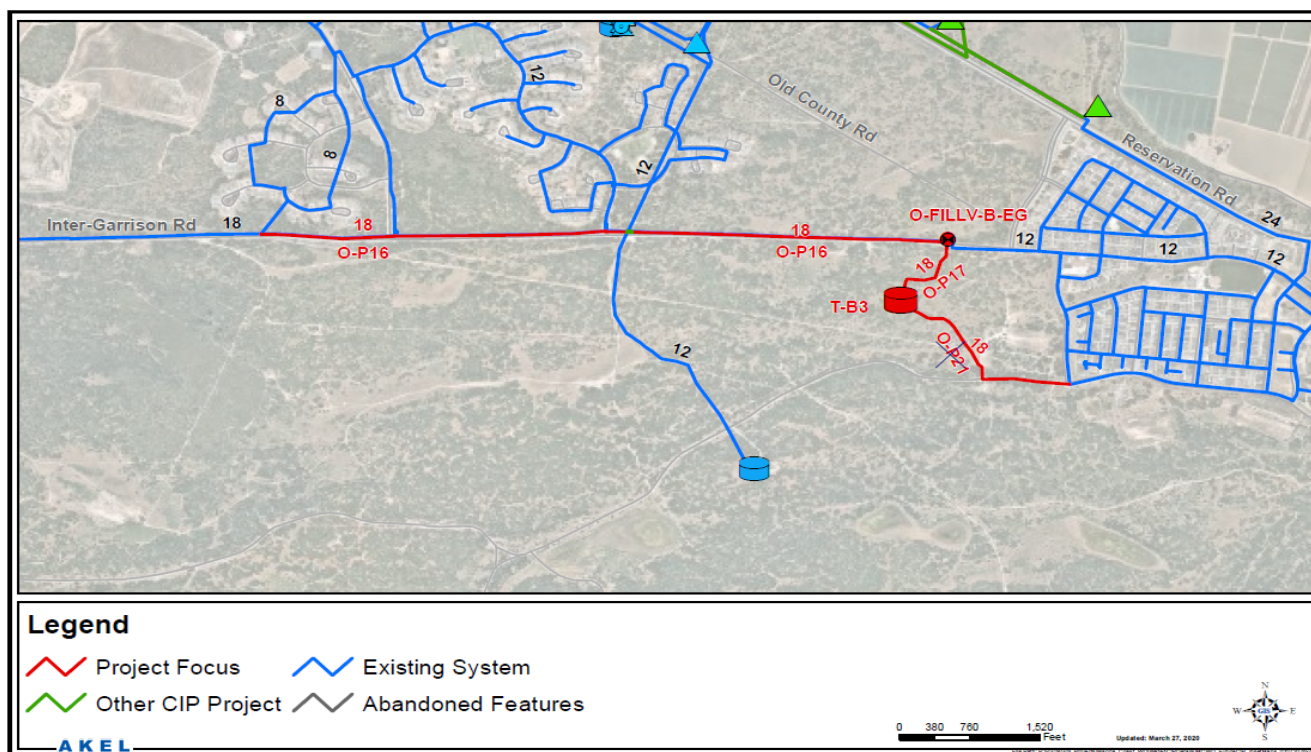 12
8
8
Old County
Rd
12
Reservation Rd
Inter-Garrison Rd
18
18
O-P16
18
O-P16
O-FILLV-B-EG
12
12
24
12
18
O-P17
T-B3
18
O-P21
12
Legend
Project Focus
Existing System
Other CIP Project
Abandoned Features
N
W
GIS
E
S
0 380 760 1,520
Feet
Updated: March 27, 2020
AKEL